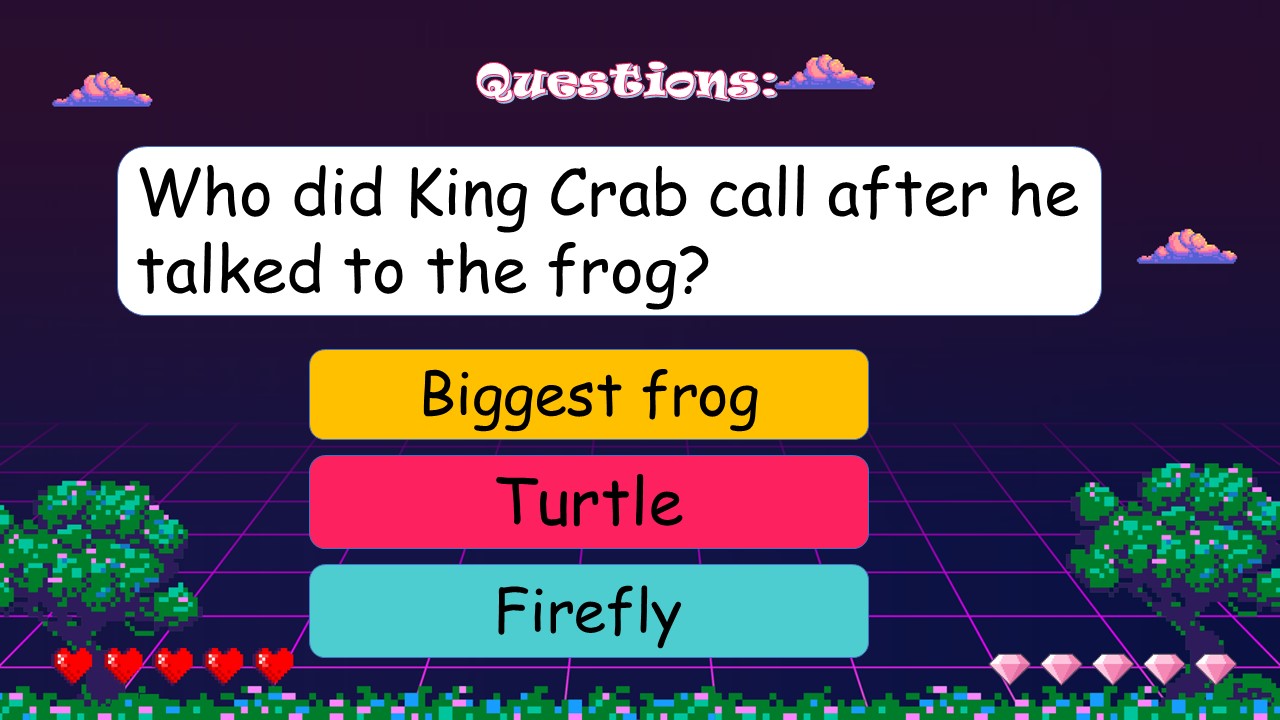 Questions:
Who did King Crab call after he
talked to the frog?
Biggest frog
Turtle
Firefly